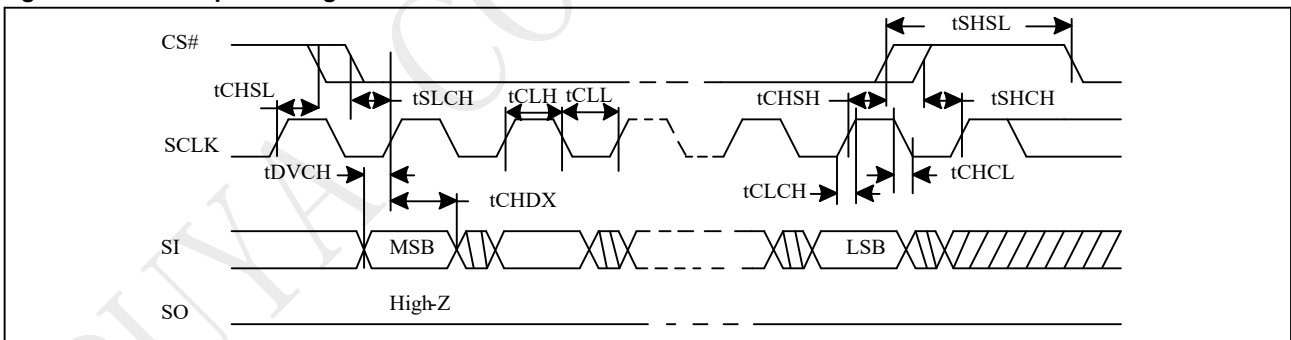 tSHSL
CS#
tCHSL
tSLCH
tCLH
tCLL
tCHSH
tSHCH
SCLK
tDVCH
tCHDX
tCLCH
tCHCL
SI
MSB
LSB
SO
High-Z